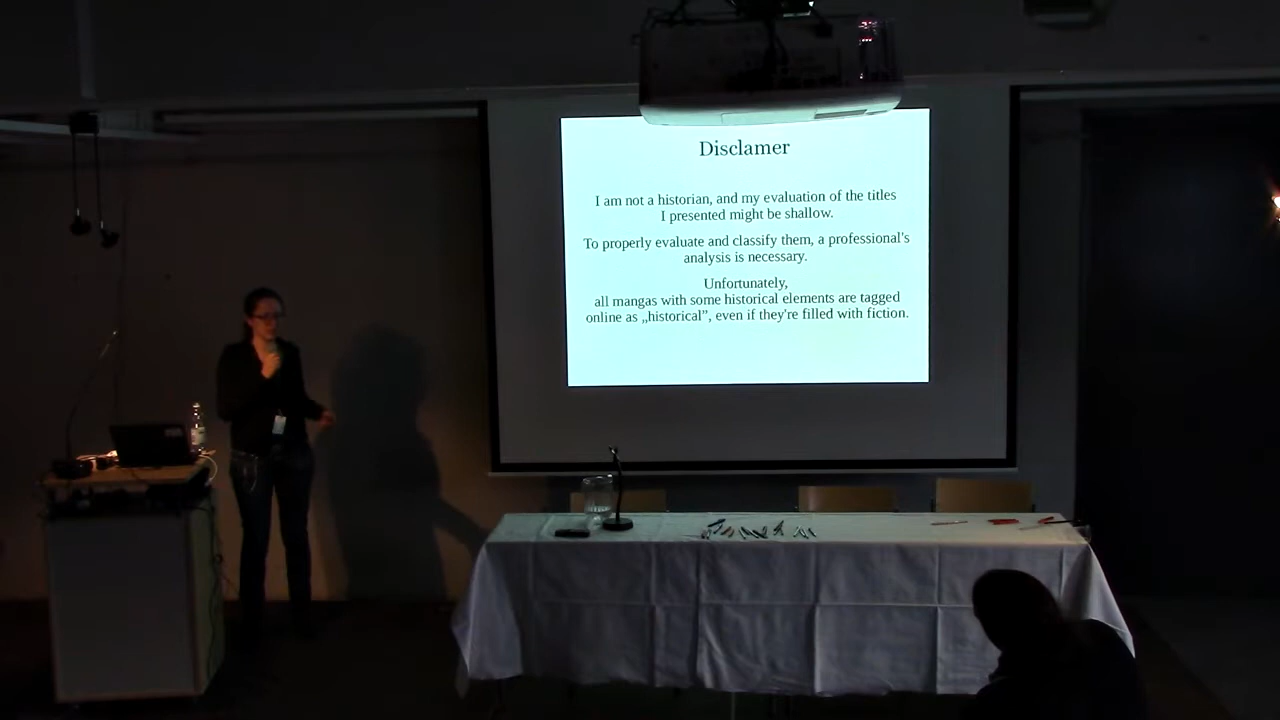 Disclamer
I am not a historian, and my evaluation of the titles
I presented might be shallow.
To properly evaluate and classify them, a professional's
analysis is necessary.
Unfortunately,
all mangas with some historical elements are tagged
online as „historical”, even if they're filled with fiction.